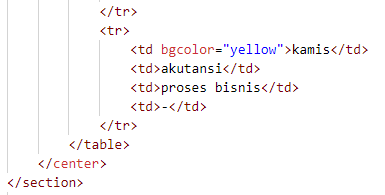 </tr>
<tr>
<td bgcolor="yellow">kamis</td>
<td>akutansi</td>
<td>proses bisnis</td>
<td>-</td>
</tr>
</table>
</center>
</section>